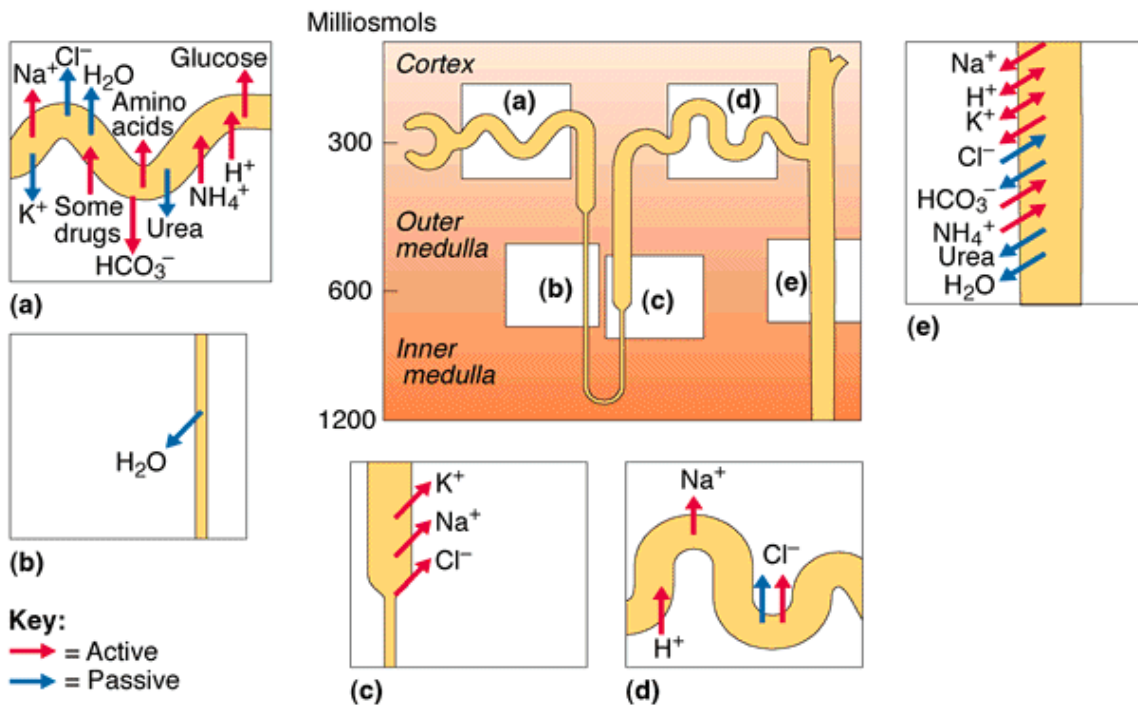 Milliosmols
Na⁺
Cl⁻
H₂O
Amino
acids
Glucose
K⁺
Some
drugs
HCO₃⁻
Urea
NH₄⁺
H⁺
(a)
H₂O
(b)
Key:
= Active
= Passive
Cortex
300
Outer
medulla
600
Inner
medulla
1200
(a)
(b)
(c)
(d)
(e)
K⁺
Na⁺
Cl⁻
(c)
Na⁺
Cl⁻
H⁺
(d)
Na⁺
H⁺
K⁺
Cl⁻
HCO₃⁻
NH₄⁺
Urea
H₂O
(e)